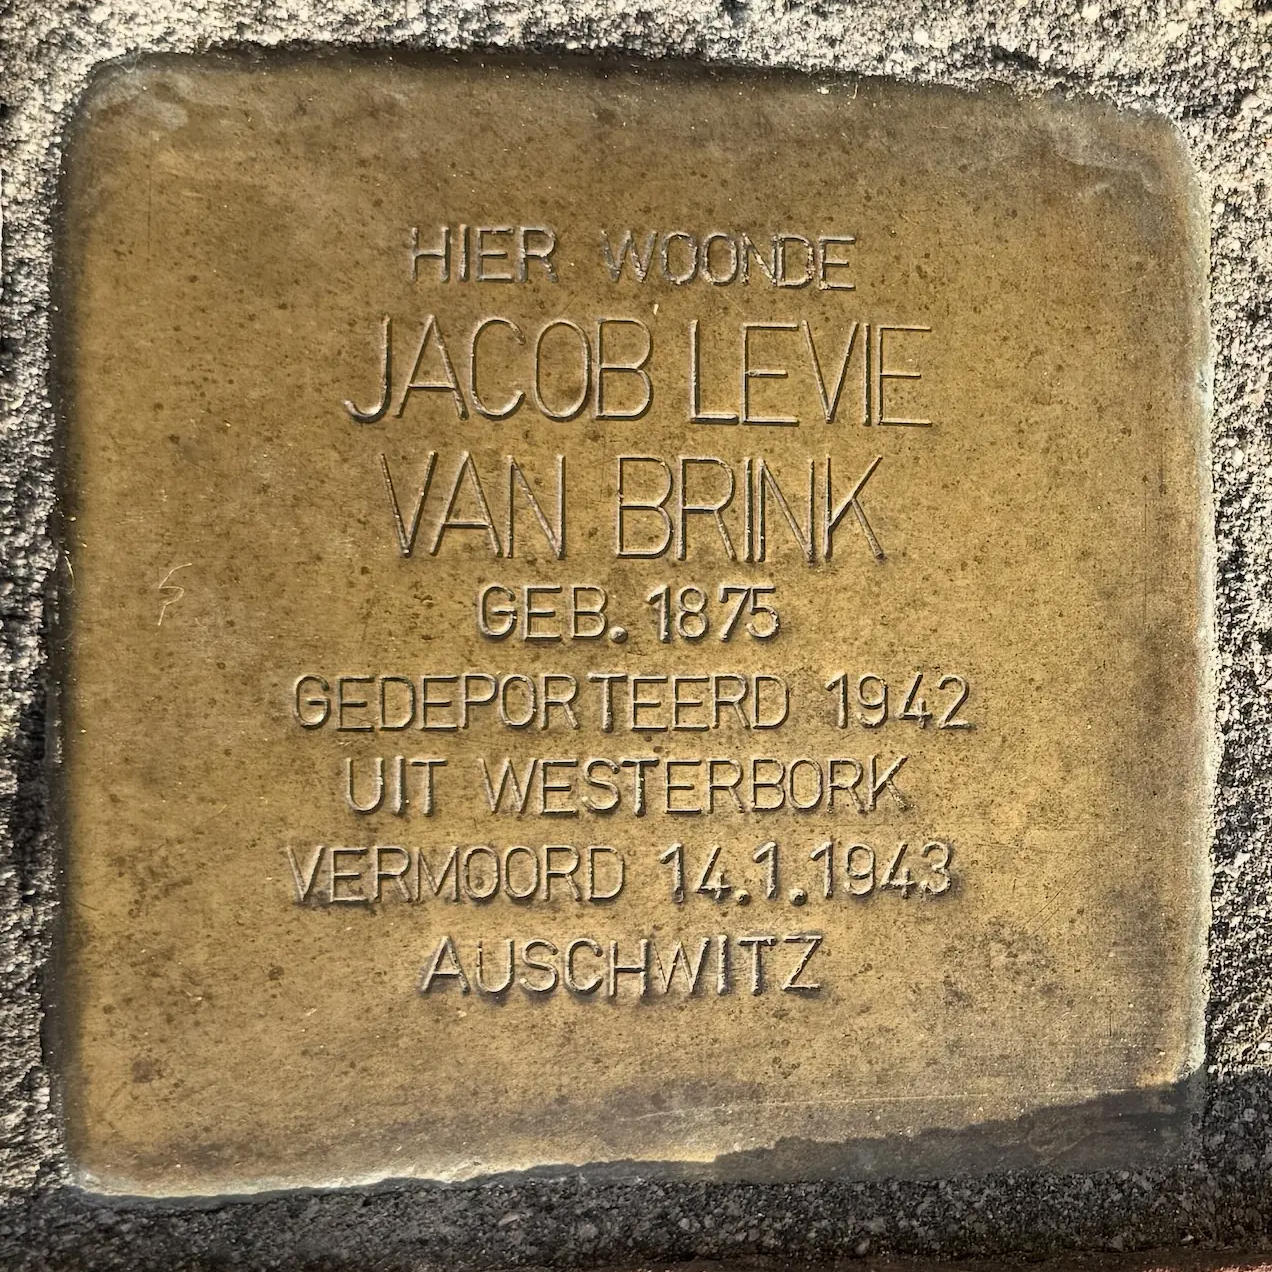 HIER WOONDE
JACOB LEVIE
VAN BRINK
GEB. 1875
GEDEPORTEERD 1942
UIT WESTERBORK
VERMOORD 14.1.1943
AUSCHWITZ